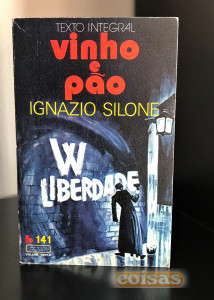 TEXTO INTEGRAL
vinho
e
pão
IGNAZIO SILONE
W
LIBERDADE
141
coisas